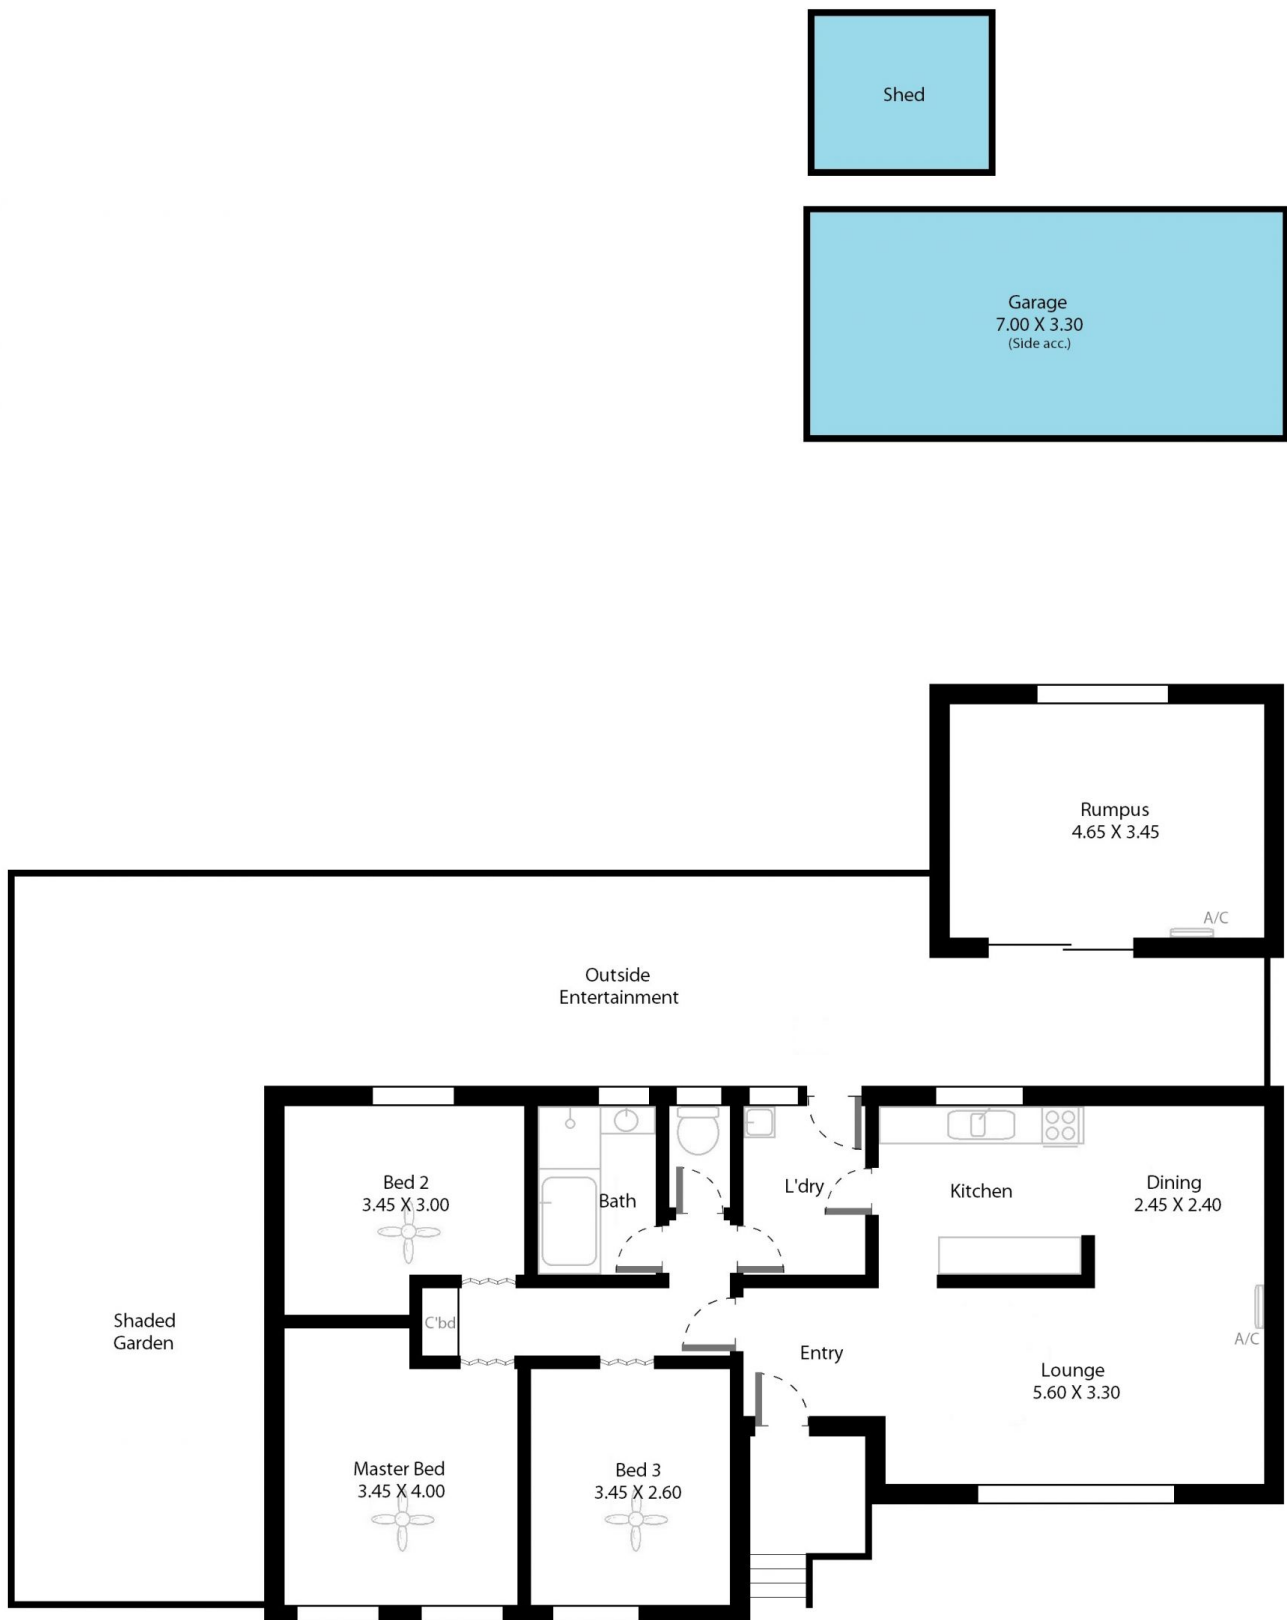 Shed
Garage
7.00 X 3.30
(Side acc.)
Rumpus
4.65 X 3.45
A/C
Outside
Entertainment
Bed 2
3.45 X 3.00
Bath
L'dry
Kitchen
Dining
2.45 X 2.40
Shaded
Garden
C'bd
Entry
A/C
Lounge
5.60 X 3.30
Master Bed
3.45 X 4.00
Bed 3
3.45 X 2.60